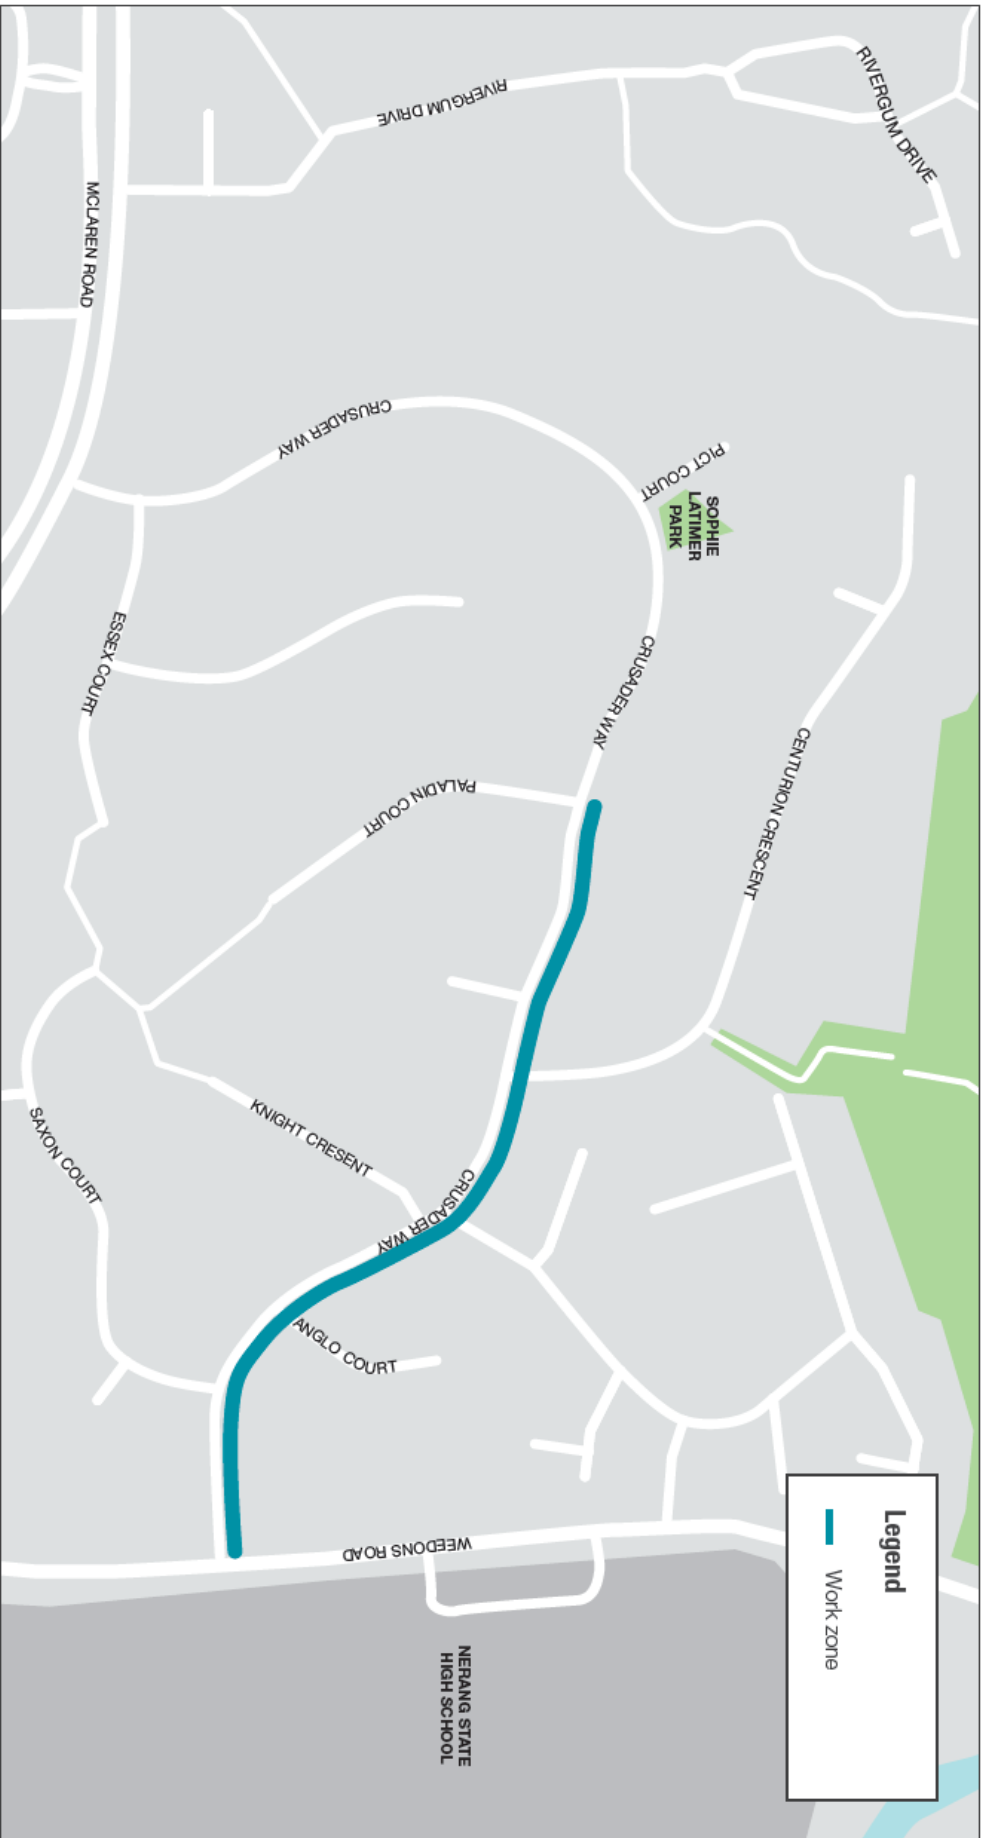 RIVERGUM DRIVE
RIVERGUM DRIVE
MCLAREN ROAD
CRUSADER WAY
PICT COURT
SOPHIE
LATIMER
PARK
CRUSADER WAY
ESSEX COURT
CENTURION CRESCENT
PALADIN COURT
KNIGHT CRESENT
SAXON COURT
CRUSADER WAY
ANGLO COURT
WEEDONS ROAD
NERANG STATE
HIGH SCHOOL
Legend
Work zone